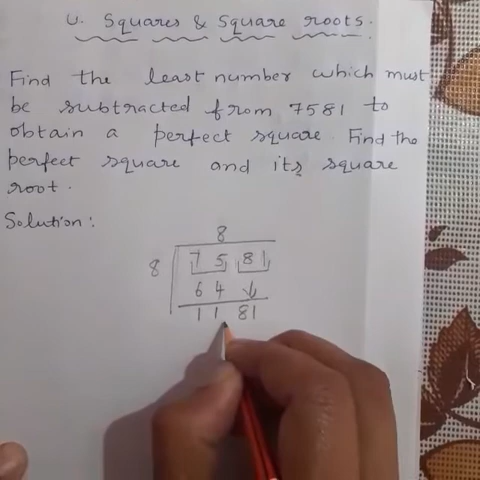 U. Squares & Square roots.
Find the least number which must
be subtracted from 7581 to
obtain a perfect square. Find the
perfect square and its square
root.
Solution:
8
8 75 81
64
11 81